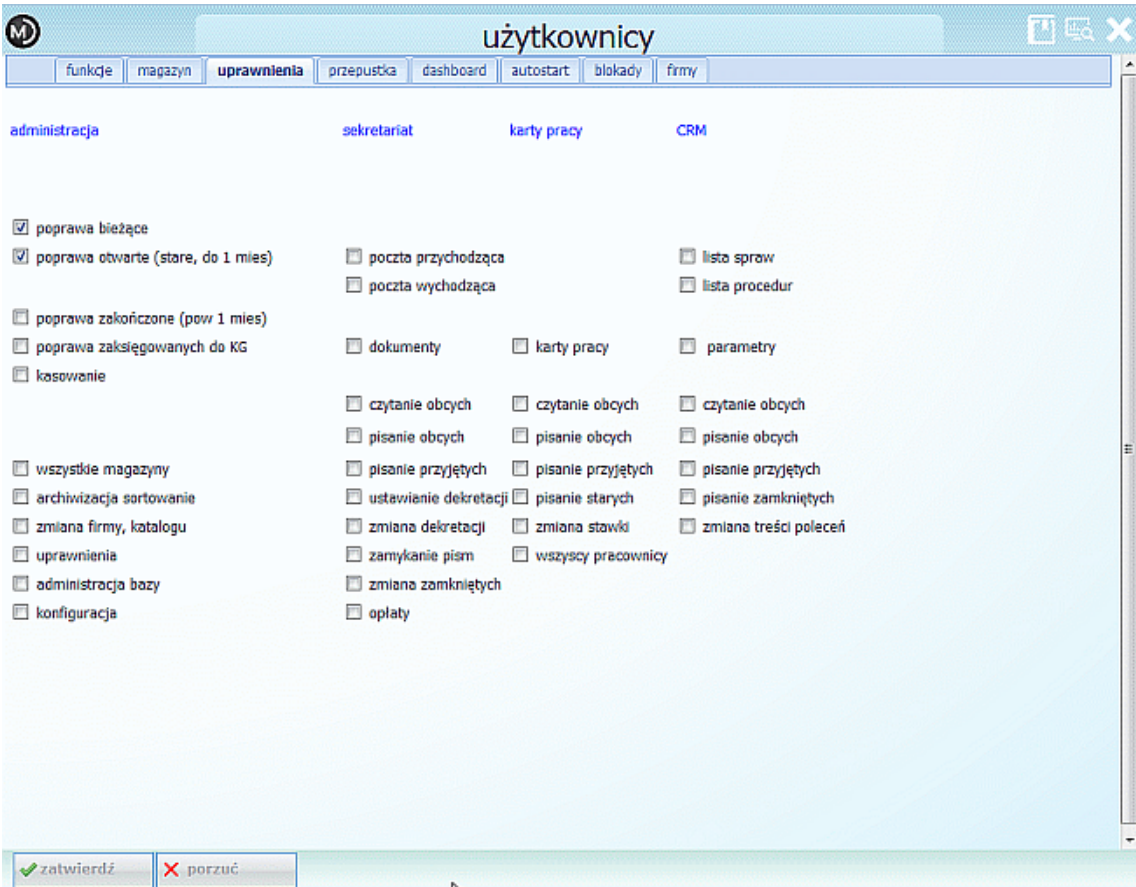 M
użytkownicy
funkcje magazyn uprawnienia przepustka dashboard autostart blokady firmy
administracja sekretariat karty pracy CRM
poprawa bieżące
poprawa otwarte (stare, do 1 mies) poczta przychodząca lista spraw
poczta wychodząca lista procedur
poprawa zakończone (pow 1 mies)
poprawa zaksięgowanych do KG dokumenty karty pracy parametry
kasowanie
czytanie obcych czytanie obcych czytanie obcych
pisanie obcych pisanie obcych pisanie obcych
wszystkie magazyny pisanie przyjętych pisanie przyjętych pisanie przyjętych
archiwizacja sortowanie ustawianie dekretacji pisanie starych pisanie zamkniętych
zmiana firmy, katalogu zmiana dekretacji zmiana stawki zmiana treści poleceń
uprawnienia zamykanie pism wszyscy pracownicy
administracja bazy zmiana zamkniętych
konfiguracja opłaty
zatwierdź porzuć